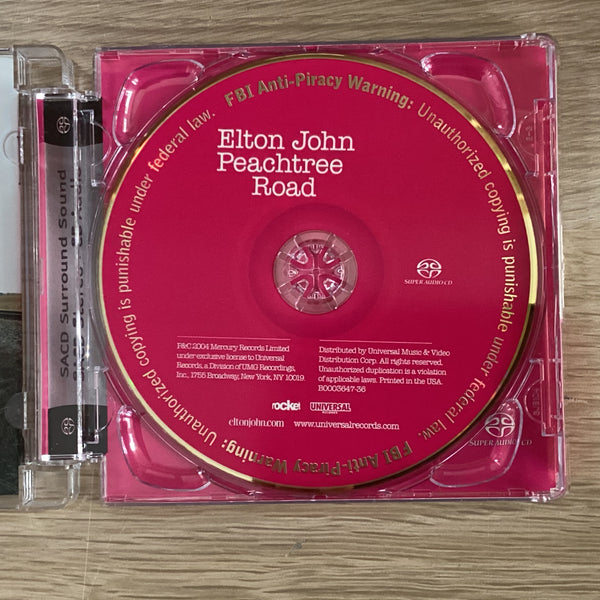 FBI Anti-Piracy Warning: Unauthorized copying is punishable under federal law.
FBI Anti-Piracy Warning: Unauthorized copying is punishable under federal law.
Elton John
Peachtree
Road
SUPER AUDIO CD
P&C 2004 Mercury Records Limited
under exclusive license to Universal
Records, a Division of UMG Recordings,
Inc., 1755 Broadway, New York, NY 10019.
Distributed by Universal Music & Video
Distribution Corp. All rights reserved.
Unauthorized duplication is a violation
of applicable laws. Printed in the USA.
B0003647-36
rocket
UNIVERSAL
eltonjohn.com
www.universalrecords.com
SUPER AUDIO CD
SACD Surround Sound
SACD Stereo CD Audio